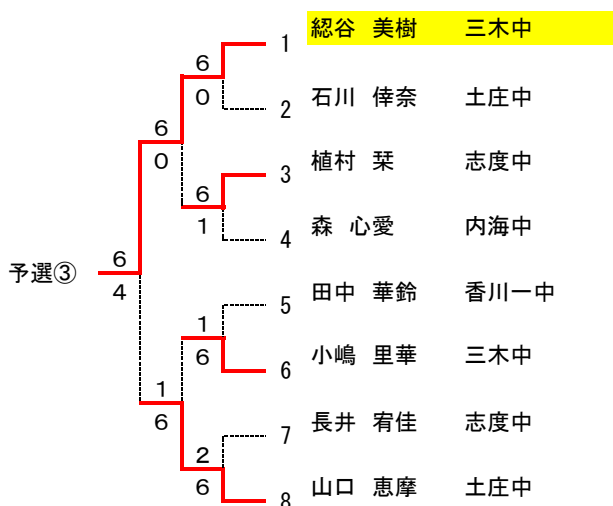 1 綛谷 美樹 三木中
6
0
2 石川 倖奈 土庄中
6
0
3 植村 栞 志度中
6
1
4 森 心愛 内海中
予選③
6
4
5 田中 華鈴 香川一中
1
6
6 小嶋 里華 三木中
1
6
7 長井 宥佳 志度中
2
6
8 山口 恵摩 土庄中